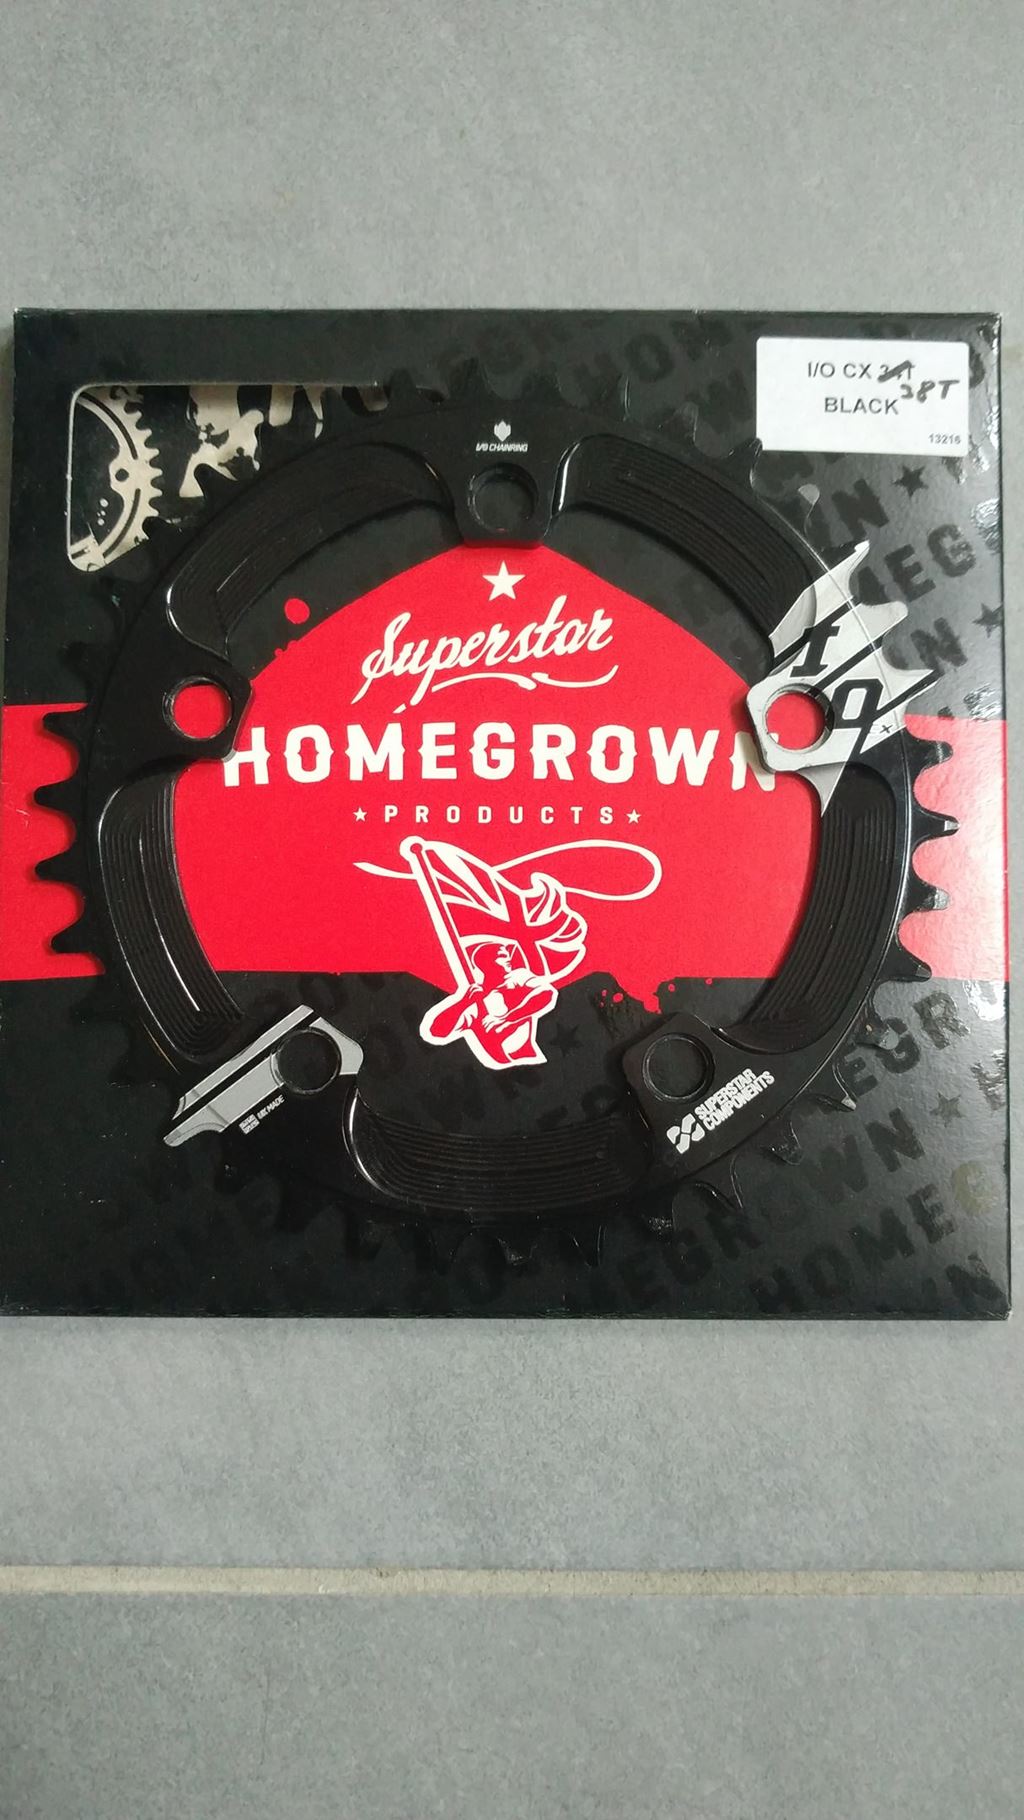 I/O CX
38T
BLACK
13216
I/O CHAINRING
Superstar
HOMEGROWN
PRODUCTS
I/O
x
UK MADE
SUPERSTAR
COMPONENTS
HOMEGROWN